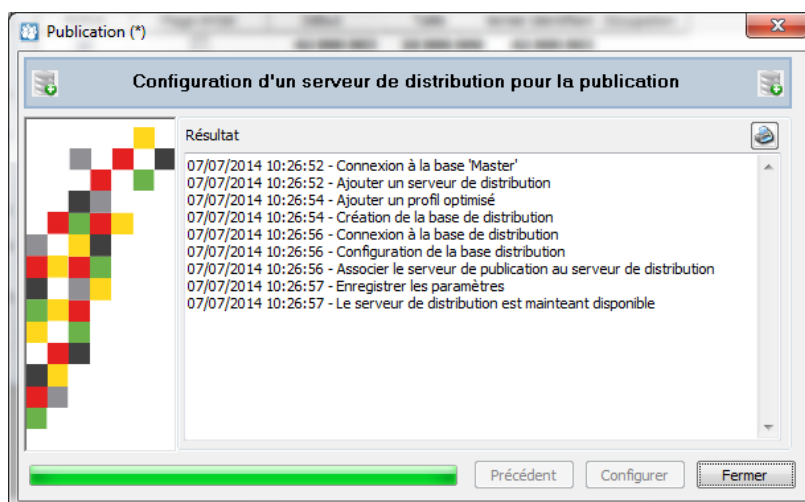 Publication (*)
Configuration d'un serveur de distribution pour la publication
Résultat
07/07/2014 10:26:52 - Connexion à la base 'Master'
07/07/2014 10:26:52 - Ajouter un serveur de distribution
07/07/2014 10:26:54 - Ajouter un profil optimisé
07/07/2014 10:26:54 - Création de la base de distribution
07/07/2014 10:26:56 - Connexion à la base de distribution
07/07/2014 10:26:56 - Configuration de la base distribution
07/07/2014 10:26:56 - Associer le serveur de publication au serveur de distribution
07/07/2014 10:26:57 - Enregistrer les paramètres
07/07/2014 10:26:57 - Le serveur de distribution est mainteant disponible
Précédent Configurer Fermer